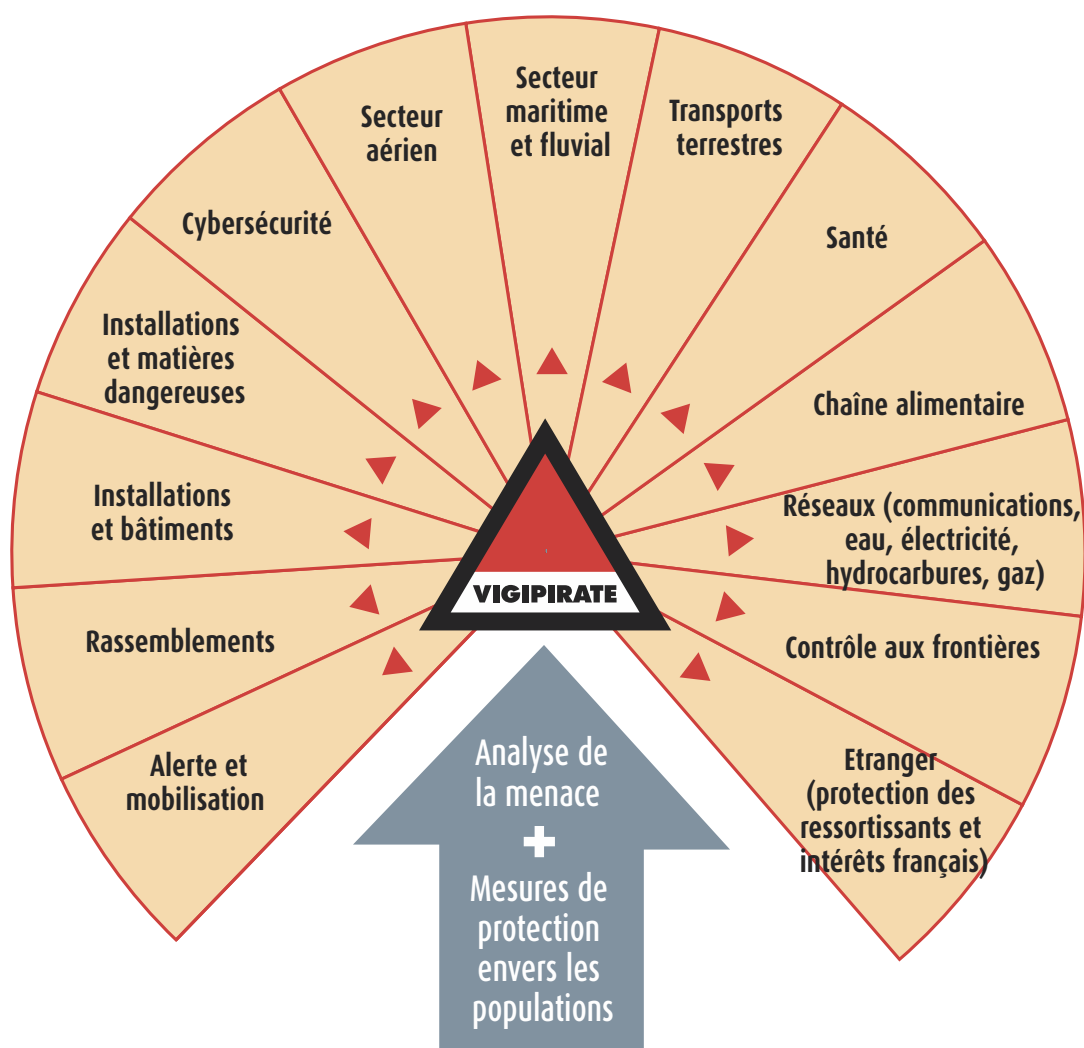 Alerte et
mobilisation
Rassemblements
Installations
et bâtiments
Installations
et matières
dangereuses
Cybersécurité
Secteur
aérien
Secteur
maritime
et fluvial
Transports
terrestres
Santé
Chaîne alimentaire
Réseaux (communications,
eau, électricité,
hydrocarbures, gaz)
Contrôle aux frontières
Etranger
(protection des
ressortissants et
intérêts français)
VIGIPIRATE
Analyse de
la menace
+
Mesures de
protection
envers les
populations